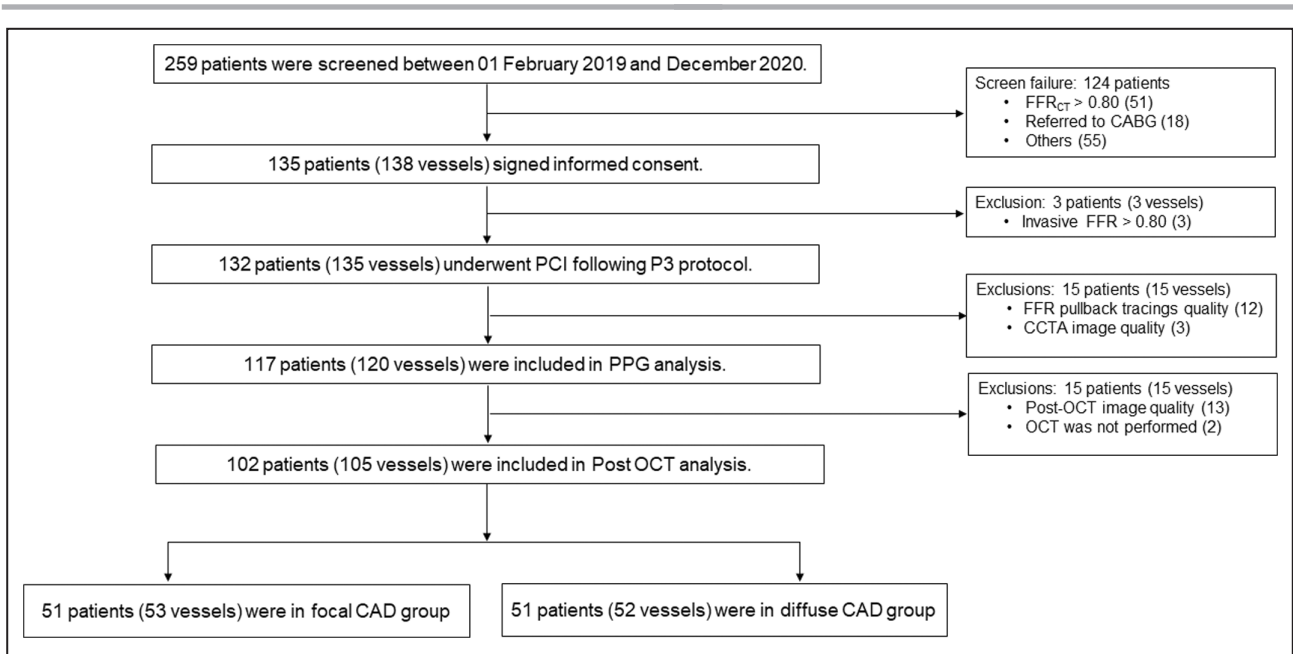 259 patients were screened between 01 February 2019 and December 2020.
Screen failure: 124 patients
• FFRCT > 0.80 (51)
• Referred to CABG (18)
• Others (55)
135 patients (138 vessels) signed informed consent.
Exclusion: 3 patients (3 vessels)
• Invasive FFR > 0.80 (3)
132 patients (135 vessels) underwent PCI following P3 protocol.
Exclusions: 15 patients (15 vessels)
• FFR pullback tracings quality (12)
• CCTA image quality (3)
117 patients (120 vessels) were included in PPG analysis.
Exclusions: 15 patients (15 vessels)
• Post-OCT image quality (13)
• OCT was not performed (2)
102 patients (105 vessels) were included in Post OCT analysis.
51 patients (53 vessels) were in focal CAD group
51 patients (52 vessels) were in diffuse CAD group